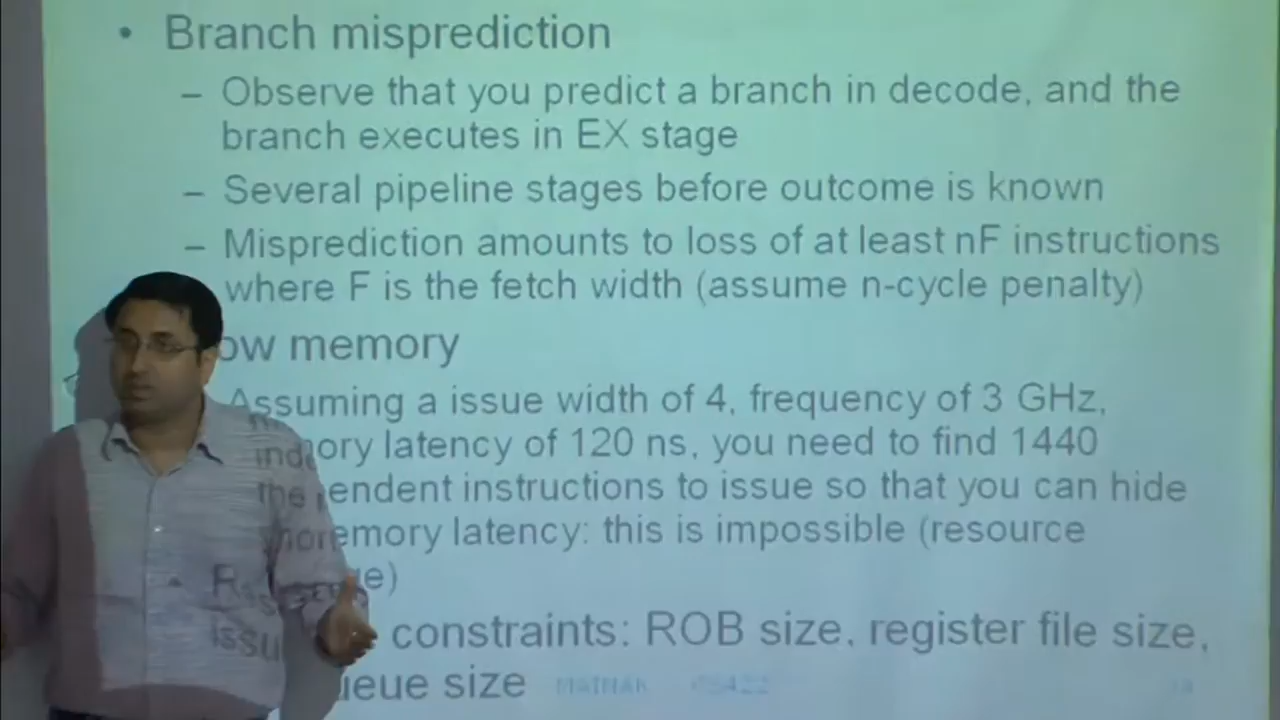 • Branch misprediction
– Observe that you predict a branch in decode, and the
branch executes in EX stage
– Several pipeline stages before outcome is known
– Misprediction amounts to loss of at least nF instructions
where F is the fetch width (assume n-cycle penalty)
ow memory
Assuming a issue width of 4, frequency of 3 GHz,
memory latency of 120 ns, you need to find 1440
independent instructions to issue so that you can hide
the memory latency: this is impossible (resource
constraints: ROB size, register file size,
issue queue size